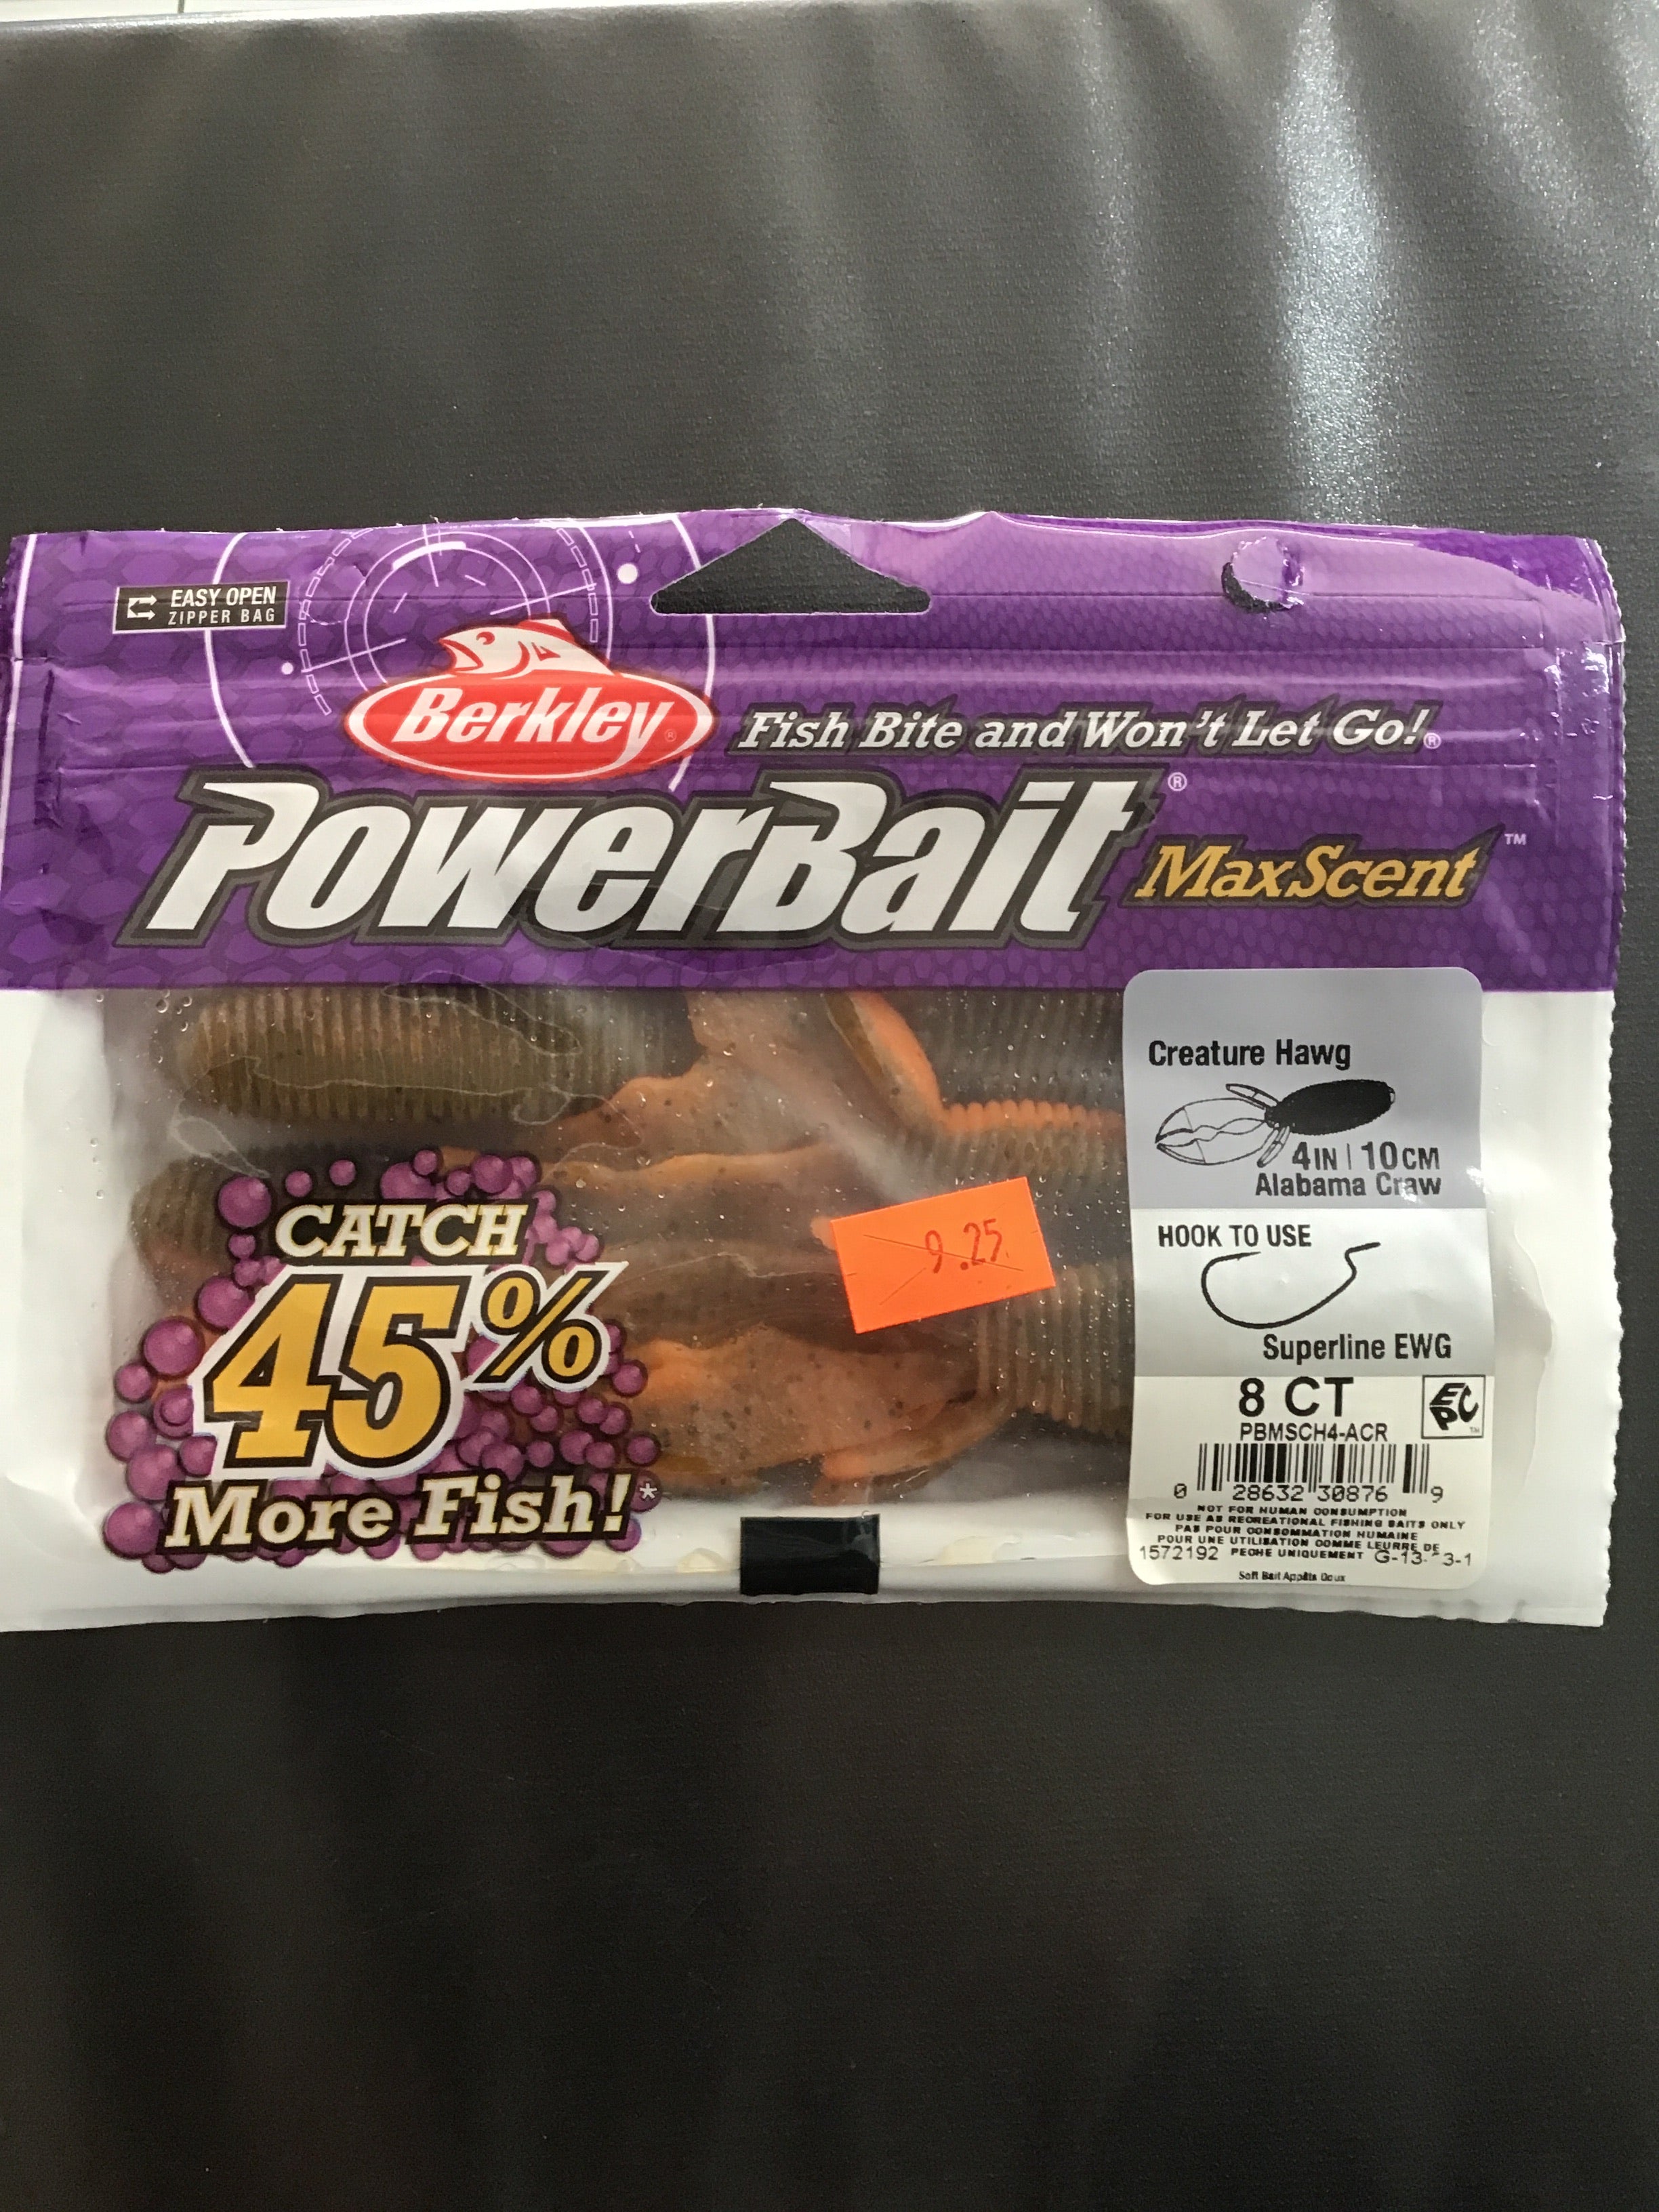 EASY OPEN
ZIPPER BAG
Berkley®
Fish Bite and Won't Let Go!®
PowerBait® MaxScent™
Creature Hawg
4IN | 10CM
Alabama Craw
HOOK TO USE
Superline EWG
8 CT
EPC™
PBMSCH4-ACR
0 28632 30876 9
NOT FOR HUMAN CONSUMPTION
FOR USE AS RECREATIONAL FISHING BAITS ONLY
PAS POUR CONSOMMATION HUMAINE
POUR UNE UTILISATION COMME LEURRE DE
1572192 PECHE UNIQUEMENT
Soft Bait Appâts Doux
9.25
CATCH
45%
More Fish!*